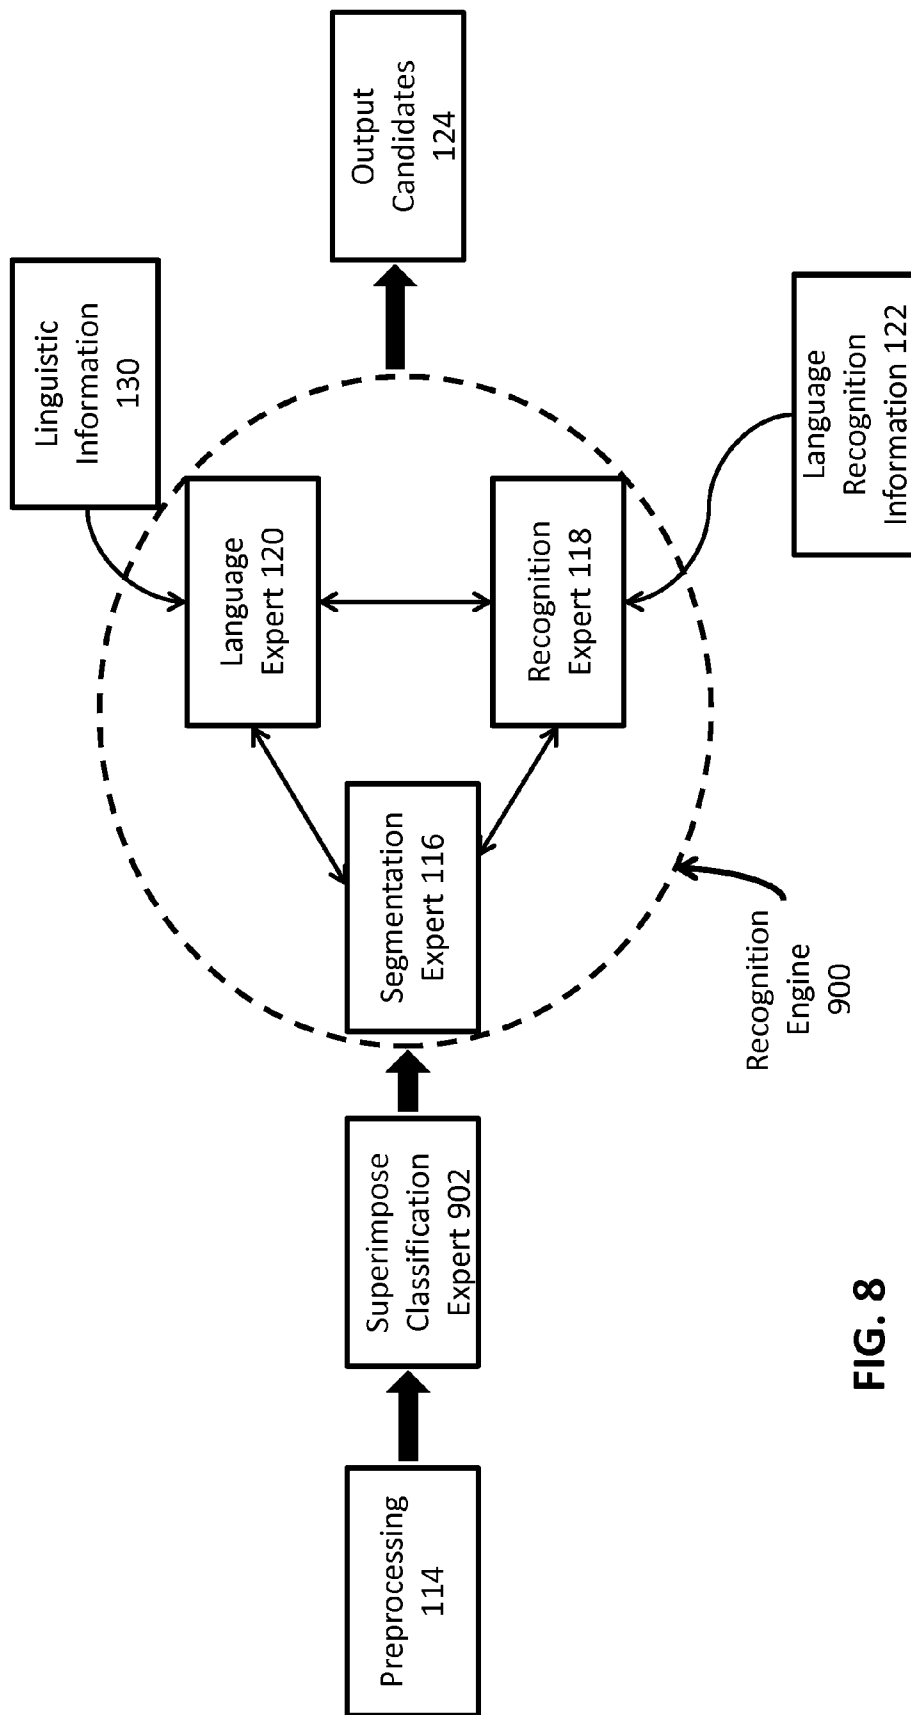 Preprocessing
114
Superimpose
Classification
Expert 902
Segmentation
Expert 116
Language
Expert 120
Recognition
Expert 118
Linguistic
Information
130
Output
Candidates
124
Language
Recognition
Information 122
Recognition
Engine
900
FIG. 8